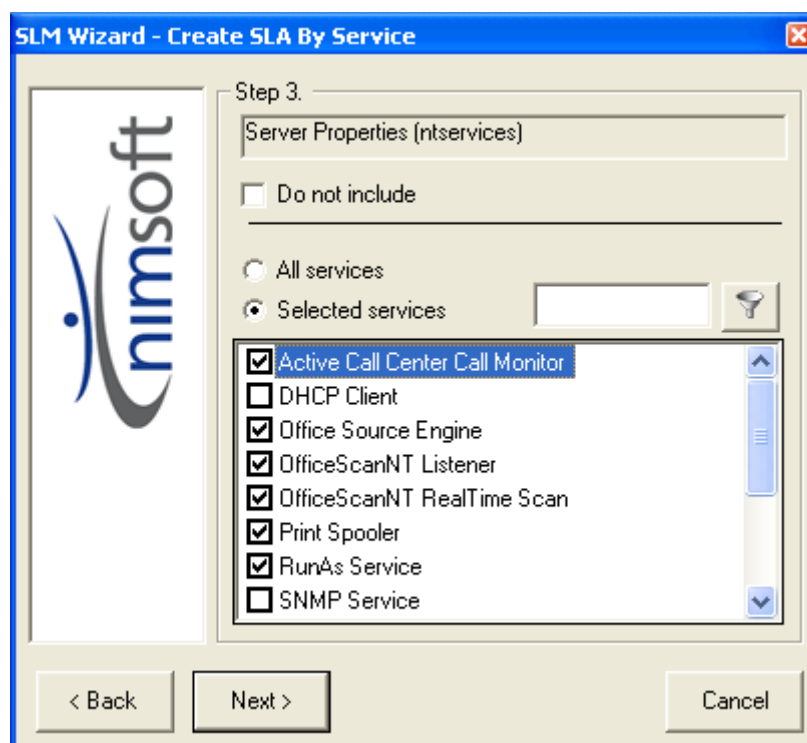 SLM Wizard - Create SLA By Service
nimsoft
Step 3.
Server Properties (ntservices)
Do not include
All services
Selected services
Active Call Center Call Monitor
DHCP Client
Office Source Engine
OfficeScanNT Listener
OfficeScanNT RealTime Scan
Print Spooler
RunAs Service
SNMP Service
< Back
Next >
Cancel